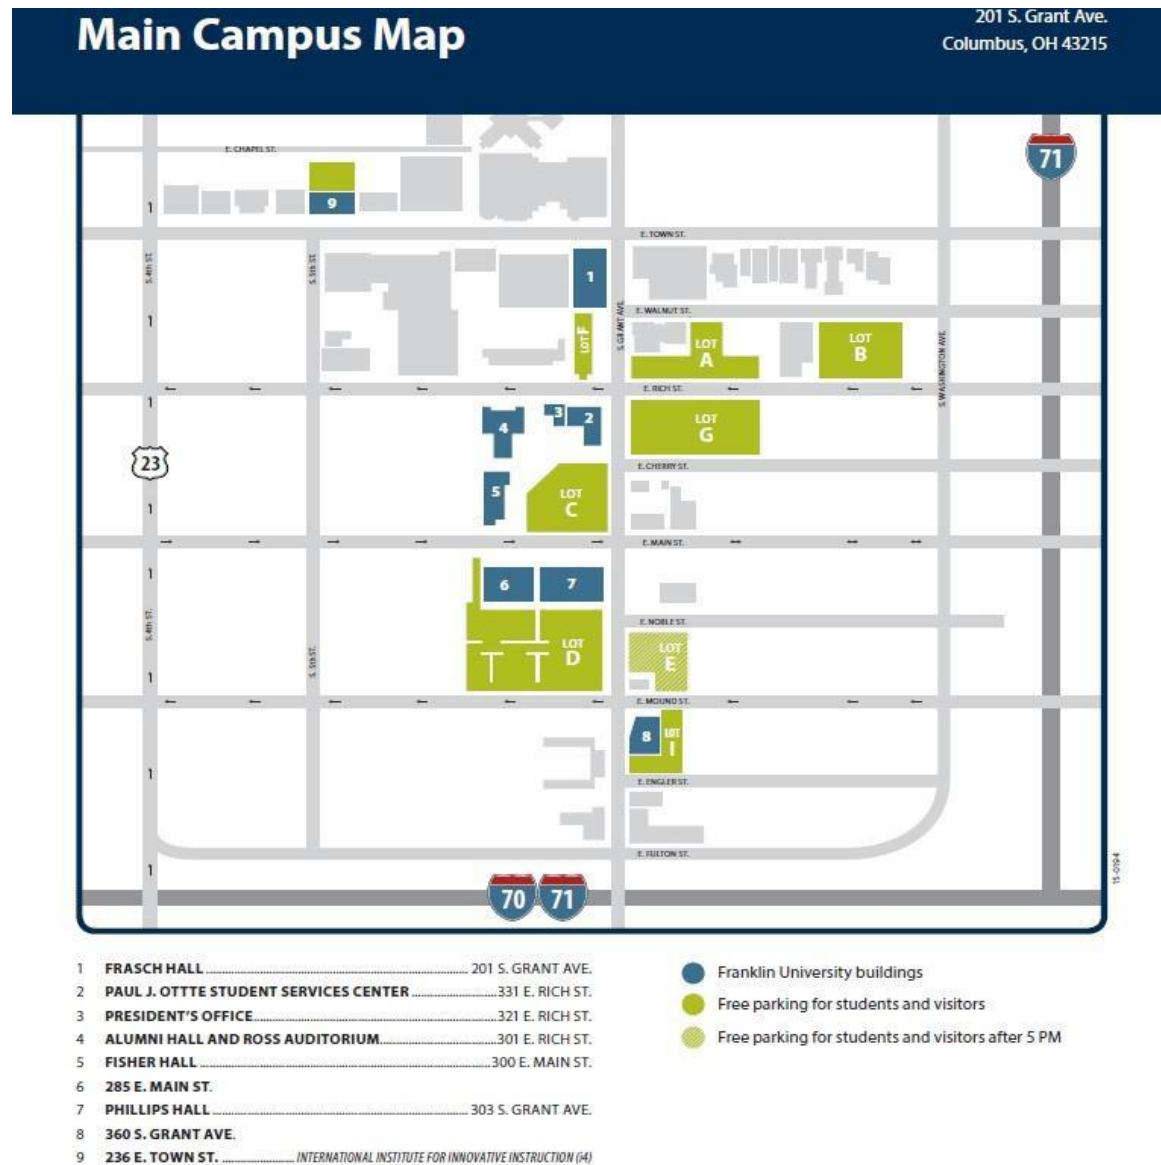 Main Campus Map
201 S. Grant Ave.
Columbus, OH 43215
71
E. CHAPEL ST.
9
E. TOWN ST.
S. 4th ST.
S. 5th ST.
1
S. GRANT AVE.
E. WALNUT ST.
LOT F
LOT
A
LOT
B
S. WASHINGTON AVE.
E. RICH ST.
4
3
2
LOT
G
23
E. CHERRY ST.
5
LOT
C
E. MAIN ST.
6
7
E. NOBLE ST.
S. 4th ST.
S. 5th ST.
LOT
D
LOT
E
E. MOUND ST.
8
LOT
I
E. ENGLER ST.
E. FULTON ST.
15-0194
70
71
1 FRASCH HALL 201 S. GRANT AVE.
2 PAUL J. OTTTE STUDENT SERVICES CENTER 331 E. RICH ST.
3 PRESIDENT'S OFFICE 321 E. RICH ST.
4 ALUMNI HALL AND ROSS AUDITORIUM 301 E. RICH ST.
5 FISHER HALL 300 E. MAIN ST.
6 285 E. MAIN ST.
7 PHILLIPS HALL 303 S. GRANT AVE.
8 360 S. GRANT AVE.
9 236 E. TOWN ST. INTERNATIONAL INSTITUTE FOR INNOVATIVE INSTRUCTION (i4)
Franklin University buildings
Free parking for students and visitors
Free parking for students and visitors after 5 PM